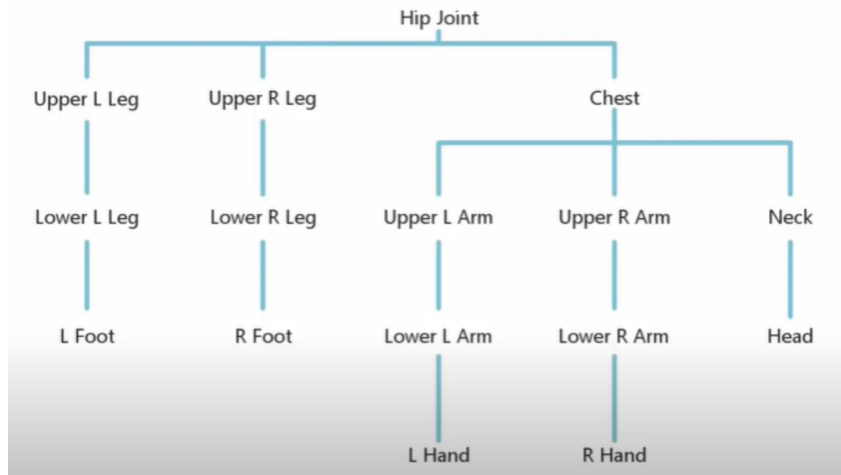 Hip Joint
Upper L Leg
Upper R Leg
Chest
Lower L Leg
Lower R Leg
Upper L Arm
Upper R Arm
Neck
L Foot
R Foot
Lower L Arm
Lower R Arm
Head
L Hand
R Hand